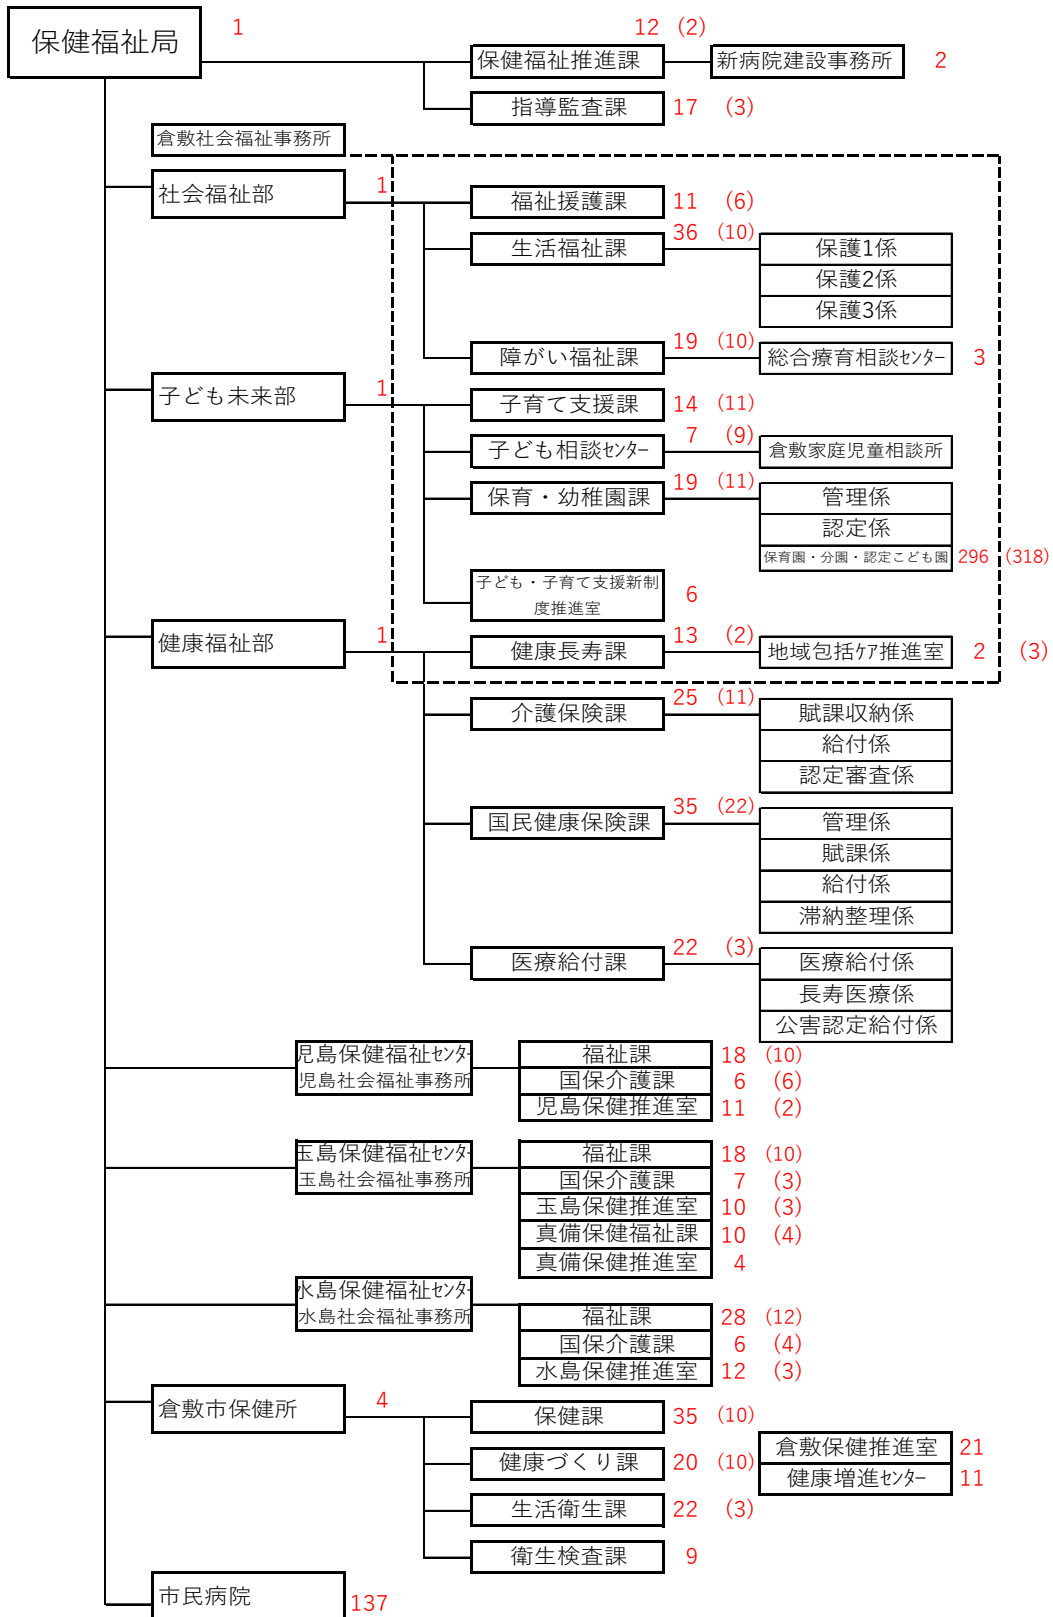 保健福祉局 1
12 (2)
保健福祉推進課 新病院建設事務所 2
指導監査課 17 (3)
倉敷社会福祉事務所
社会福祉部 1
福祉援護課 11 (6)
36 (10)
生活福祉課 保護1係
保護2係
保護3係
19 (10)
障がい福祉課 総合療育相談ｾﾝﾀｰ 3
子ども未来部 1
子育て支援課 14 (11)
7 (9)
子ども相談ｾﾝﾀｰ 倉敷家庭児童相談所
19 (11)
保育・幼稚園課 管理係
認定係
保育園・分園・認定こども園 296 (318)
子ども・子育て支援新制
度推進室 6
健康福祉部 1
13 (2)
健康長寿課 地域包括ｹｱ推進室 2 (3)
25 (11)
介護保険課 賦課収納係
給付係
認定審査係
35 (22)
国民健康保険課 管理係
賦課係
給付係
滞納整理係
22 (3)
医療給付課 医療給付係
長寿医療係
公害認定給付係
児島保健福祉ｾﾝﾀｰ 福祉課 18 (10)
児島社会福祉事務所 国保介護課 6 (6)
児島保健推進室 11 (2)
玉島保健福祉ｾﾝﾀｰ 福祉課 18 (10)
玉島社会福祉事務所 国保介護課 7 (3)
玉島保健推進室 10 (3)
真備保健福祉課 10 (4)
真備保健推進室 4
水島保健福祉ｾﾝﾀｰ
水島社会福祉事務所 福祉課 28 (12)
国保介護課 6 (4)
水島保健推進室 12 (3)
倉敷市保健所 4
保健課 35 (10)
倉敷保健推進室 21
健康づくり課 20 (10)
健康増進ｾﾝﾀｰ 11
生活衛生課 22 (3)
衛生検査課 9
市民病院 137